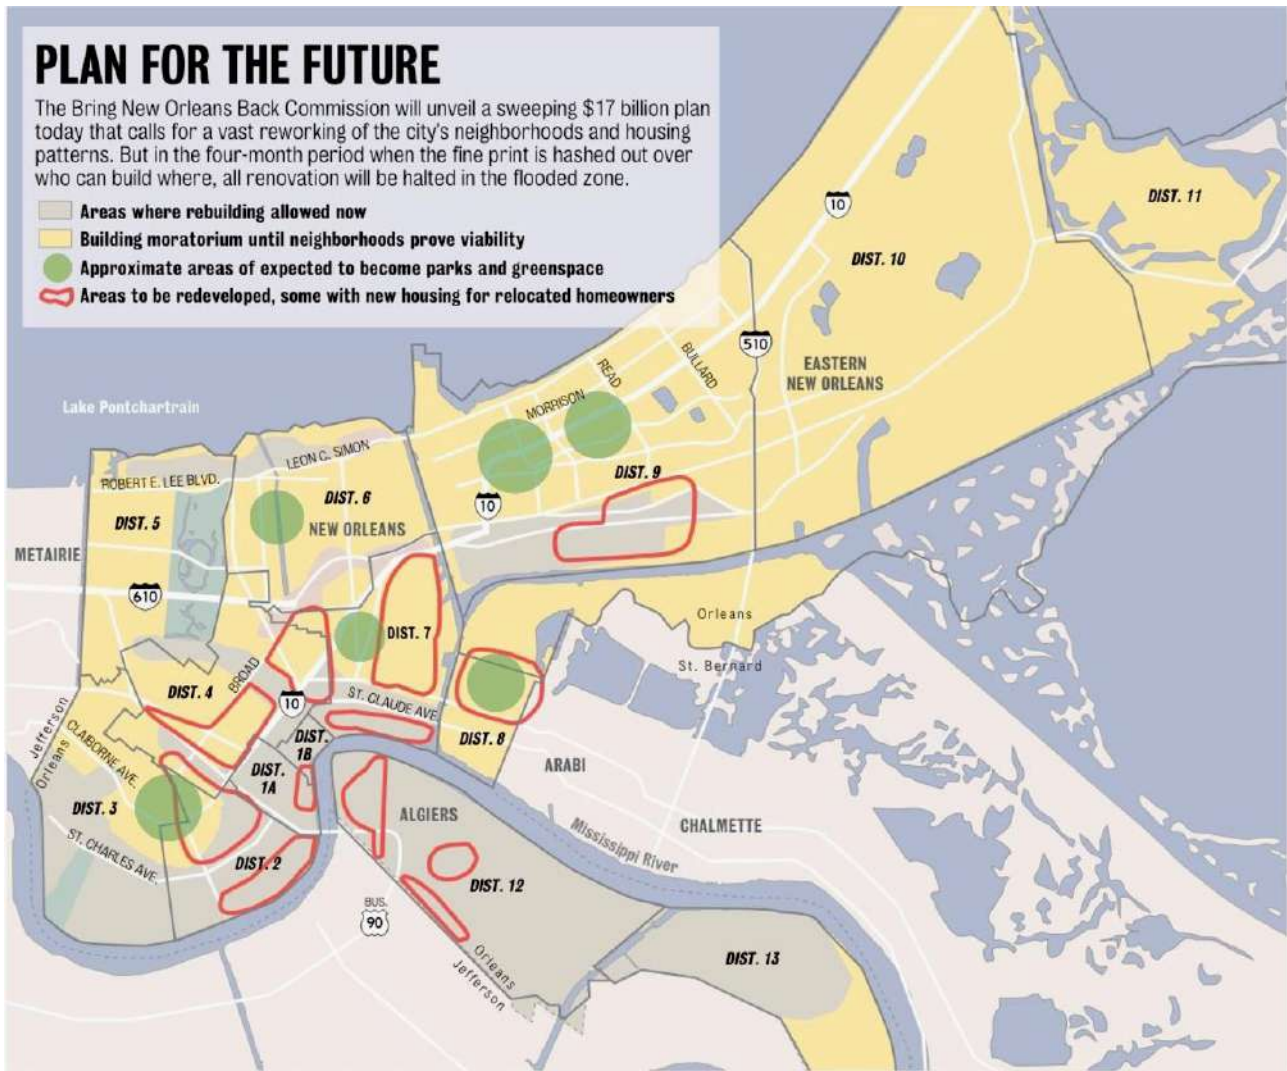 PLAN FOR THE FUTURE
The Bring New Orleans Back Commission will unveil a sweeping $17 billion plan
today that calls for a vast reworking of the city's neighborhoods and housing
patterns. But in the four-month period when the fine print is hashed out over
who can build where, all renovation will be halted in the flooded zone.
Areas where rebuilding allowed now
Building moratorium until neighborhoods prove viability
Approximate areas of expected to become parks and greenspace
Areas to be redeveloped, some with new housing for relocated homeowners
DIST. 11
10
DIST. 10
510
BULLARD
READ
EASTERN
NEW ORLEANS
MORRISON
Lake Pontchartrain
LEON C. SIMON
ROBERT E. LEE BLVD.
DIST. 9
DIST. 6
10
DIST. 5
NEW ORLEANS
METAIRIE
610
Orleans
St. Bernard
DIST. 7
BROAD
DIST. 4
10
ST. CLAUDE AVE
Jefferson
Orleans
CLAIBORNE AVE.
DIST.
1B
DIST. 8
DIST.
1A
ARABI
DIST. 3
ALGIERS
CHALMETTE
Mississippi River
ST. CHARLES AVE.
DIST. 2
DIST. 12
BUS.
90
Orleans
Jefferson
DIST. 13